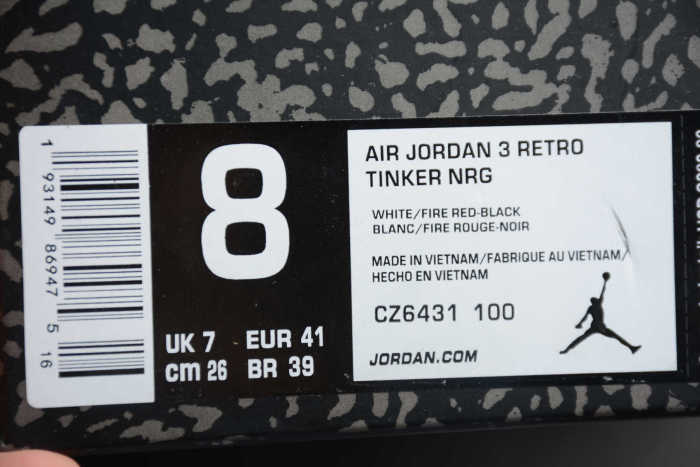 1 93149 86947 5 16
8
UK 7 EUR 41
cm 26 BR 39
AIR JORDAN 3 RETRO
TINKER NRG
WHITE/FIRE RED-BLACK
BLANC/FIRE ROUGE-NOIR
MADE IN VIETNAM/FABRIQUE AU VIETNAM/
HECHO EN VIETNAM
CZ6431 100
JORDAN.COM